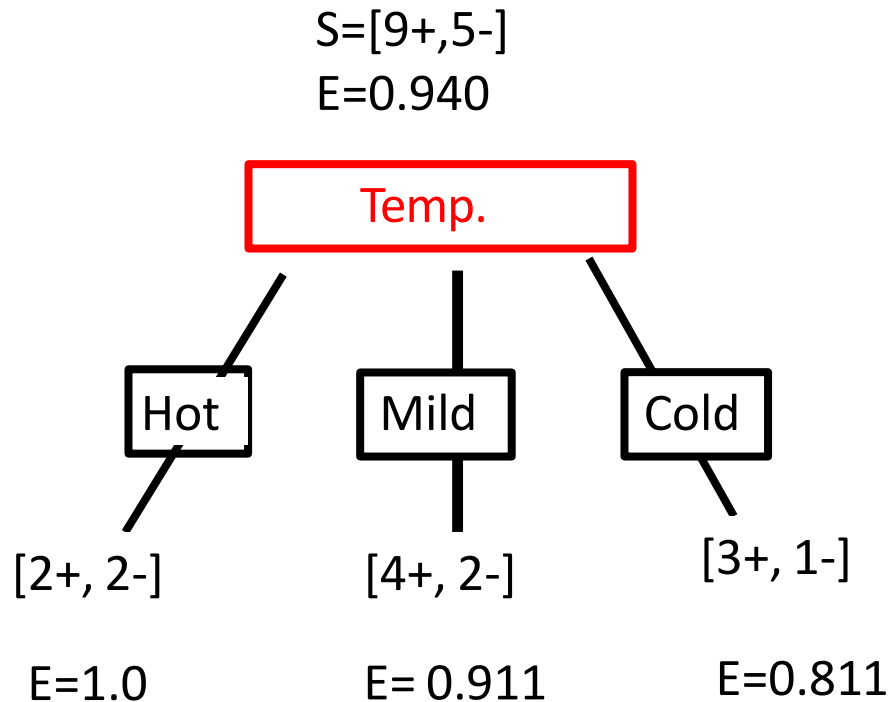 S=[9+,5-]
E=0.940
Temp.
Hot
Mild
Cold
[2+, 2-]
[4+, 2-]
[3+, 1-]
E=1.0
E= 0.911
E=0.811